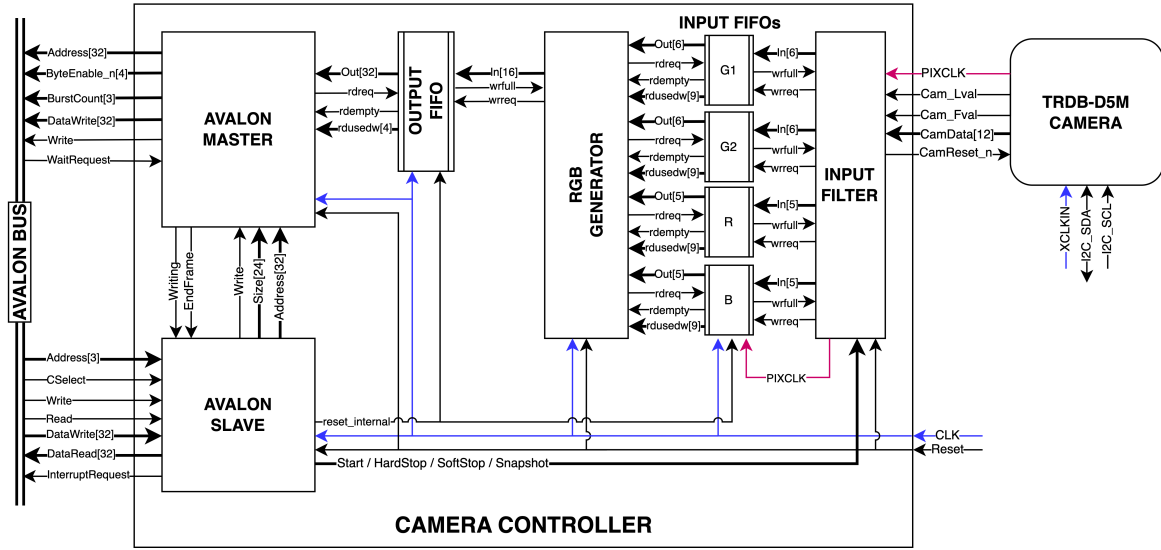 AVALON BUS
Address[32]
ByteEnable_n[4]
BurstCount[3]
DataWrite[32]
Write
WaitRequest
AVALON
MASTER
Out[32]
rdreq
rdempty
rdusedw[4]
OUTPUT
FIFO
In[16]
wrfull
wrreq
RGB
GENERATOR
INPUT FIFOs
Out[6]
rdreq
rdempty
rdusedw[9]
G1
In[6]
wrfull
wrreq
Out[6]
rdreq
rdempty
rdusedw[9]
G2
In[6]
wrfull
wrreq
Out[5]
rdreq
rdempty
rdusedw[9]
R
In[5]
wrfull
wrreq
Out[5]
rdreq
rdempty
rdusedw[9]
B
In[5]
wrfull
wrreq
INPUT
FILTER
PIXCLK
Cam_Lval
Cam_Fval
CamData[12]
CamReset_n
TRDB-D5M
CAMERA
XCLKIN
I2C_SDA
I2C_SCL
Writing
EndFrame
Write
Size[24]
Address[32]
Address[3]
CSelect
Write
Read
DataWrite[32]
DataRead[32]
InterruptRequest
AVALON
SLAVE
PIXCLK
reset_internal
CLK
Reset
Start / HardStop / SoftStop / Snapshot
CAMERA CONTROLLER